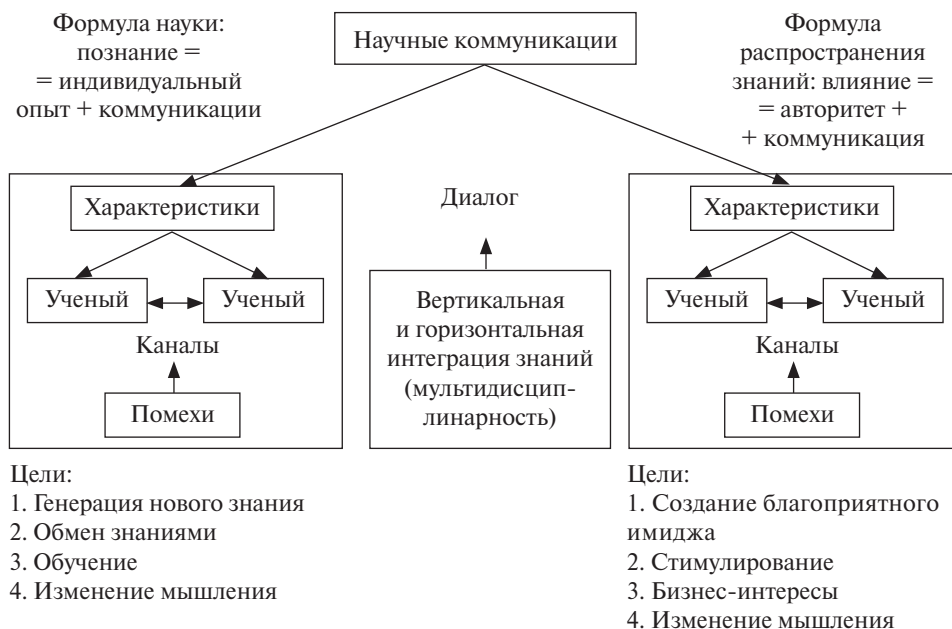 Формула науки:
познание =
= индивидуальный
опыт + коммуникации
Научные коммуникации
Формула
распространения
знаний: влияние =
= авторитет +
+ коммуникация
Характеристики
Ученый
Ученый
Каналы
Помехи
Диалог
Вертикальная
и горизонтальная
интеграция знаний
(мультидисцип-
линарность)
Характеристики
Ученый
Ученый
Каналы
Помехи
Цели:
1. Генерация нового знания
2. Обмен знаниями
3. Обучение
4. Изменение мышления
Цели:
1. Создание благоприятного
имиджа
2. Стимулирование
3. Бизнес-интересы
4. Изменение мышления